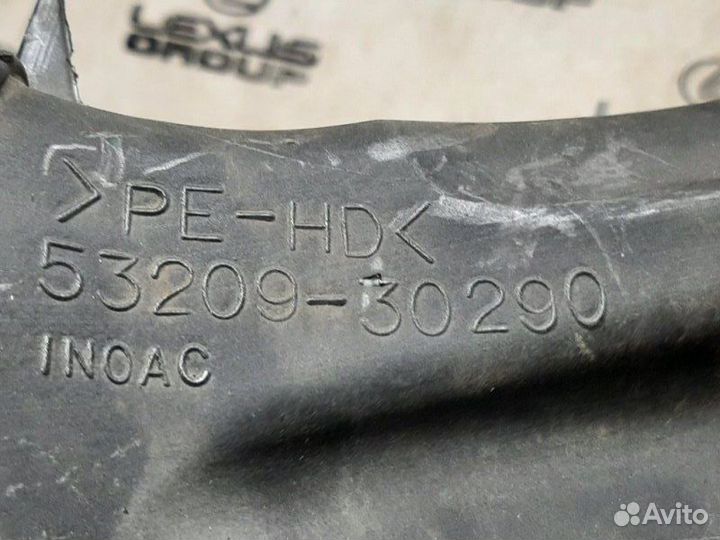 LEXUS
GROUP
>PE-HD<
53209-30290
INOAC
Avito